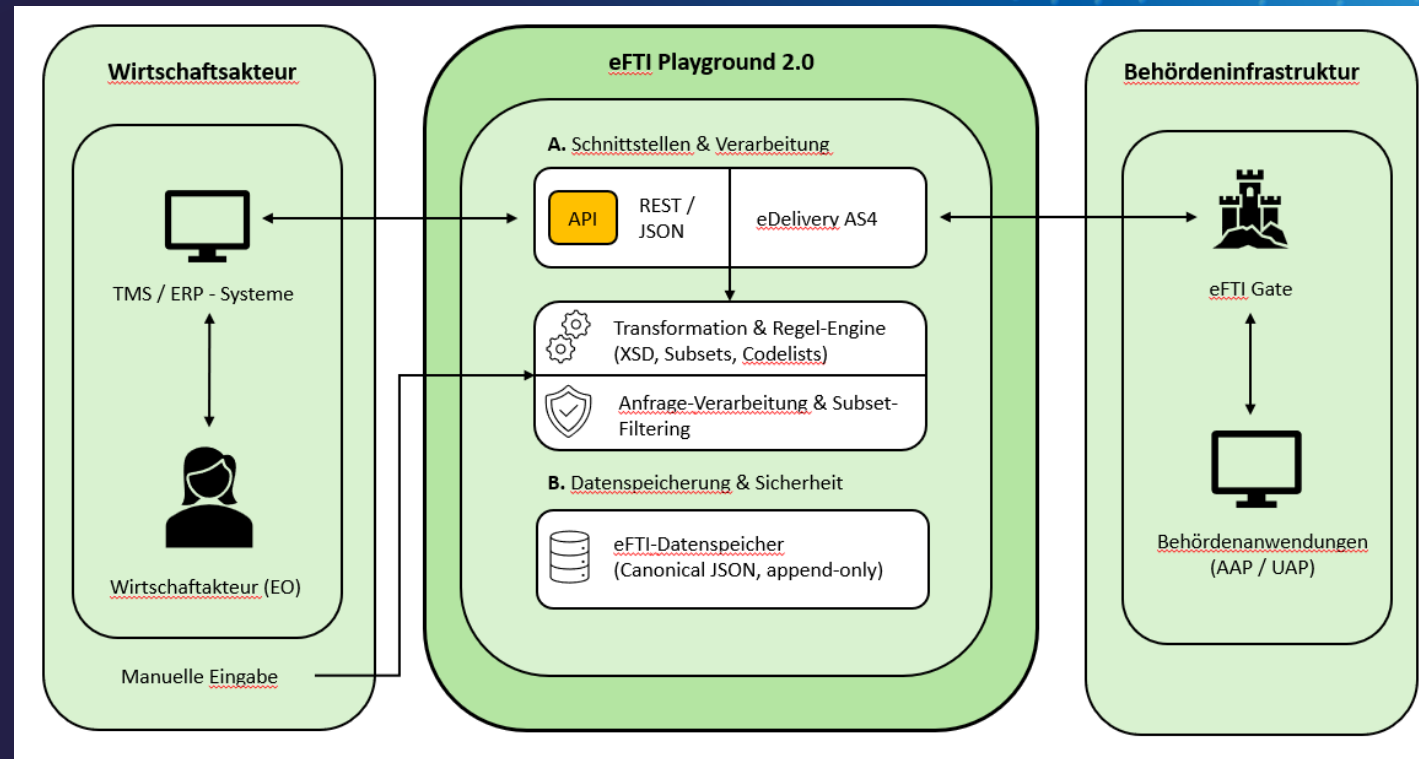 Wirtschaftsakteur
TMS / ERP - Systeme
Wirtschaftakteur (EO)
Manuelle Eingabe
eFTI Playground 2.0
A. Schnittstellen & Verarbeitung
API
REST /
JSON
eDelivery AS4
Transformation & Regel-Engine
(XSD, Subsets, Codelists)
Anfrage-Verarbeitung & Subset-
Filtering
B. Datenspeicherung & Sicherheit
eFTI-Datenspeicher
(Canonical JSON, append-only)
Behördeninfrastruktur
eFTI Gate
Behördenanwendungen
(AAP / UAP)